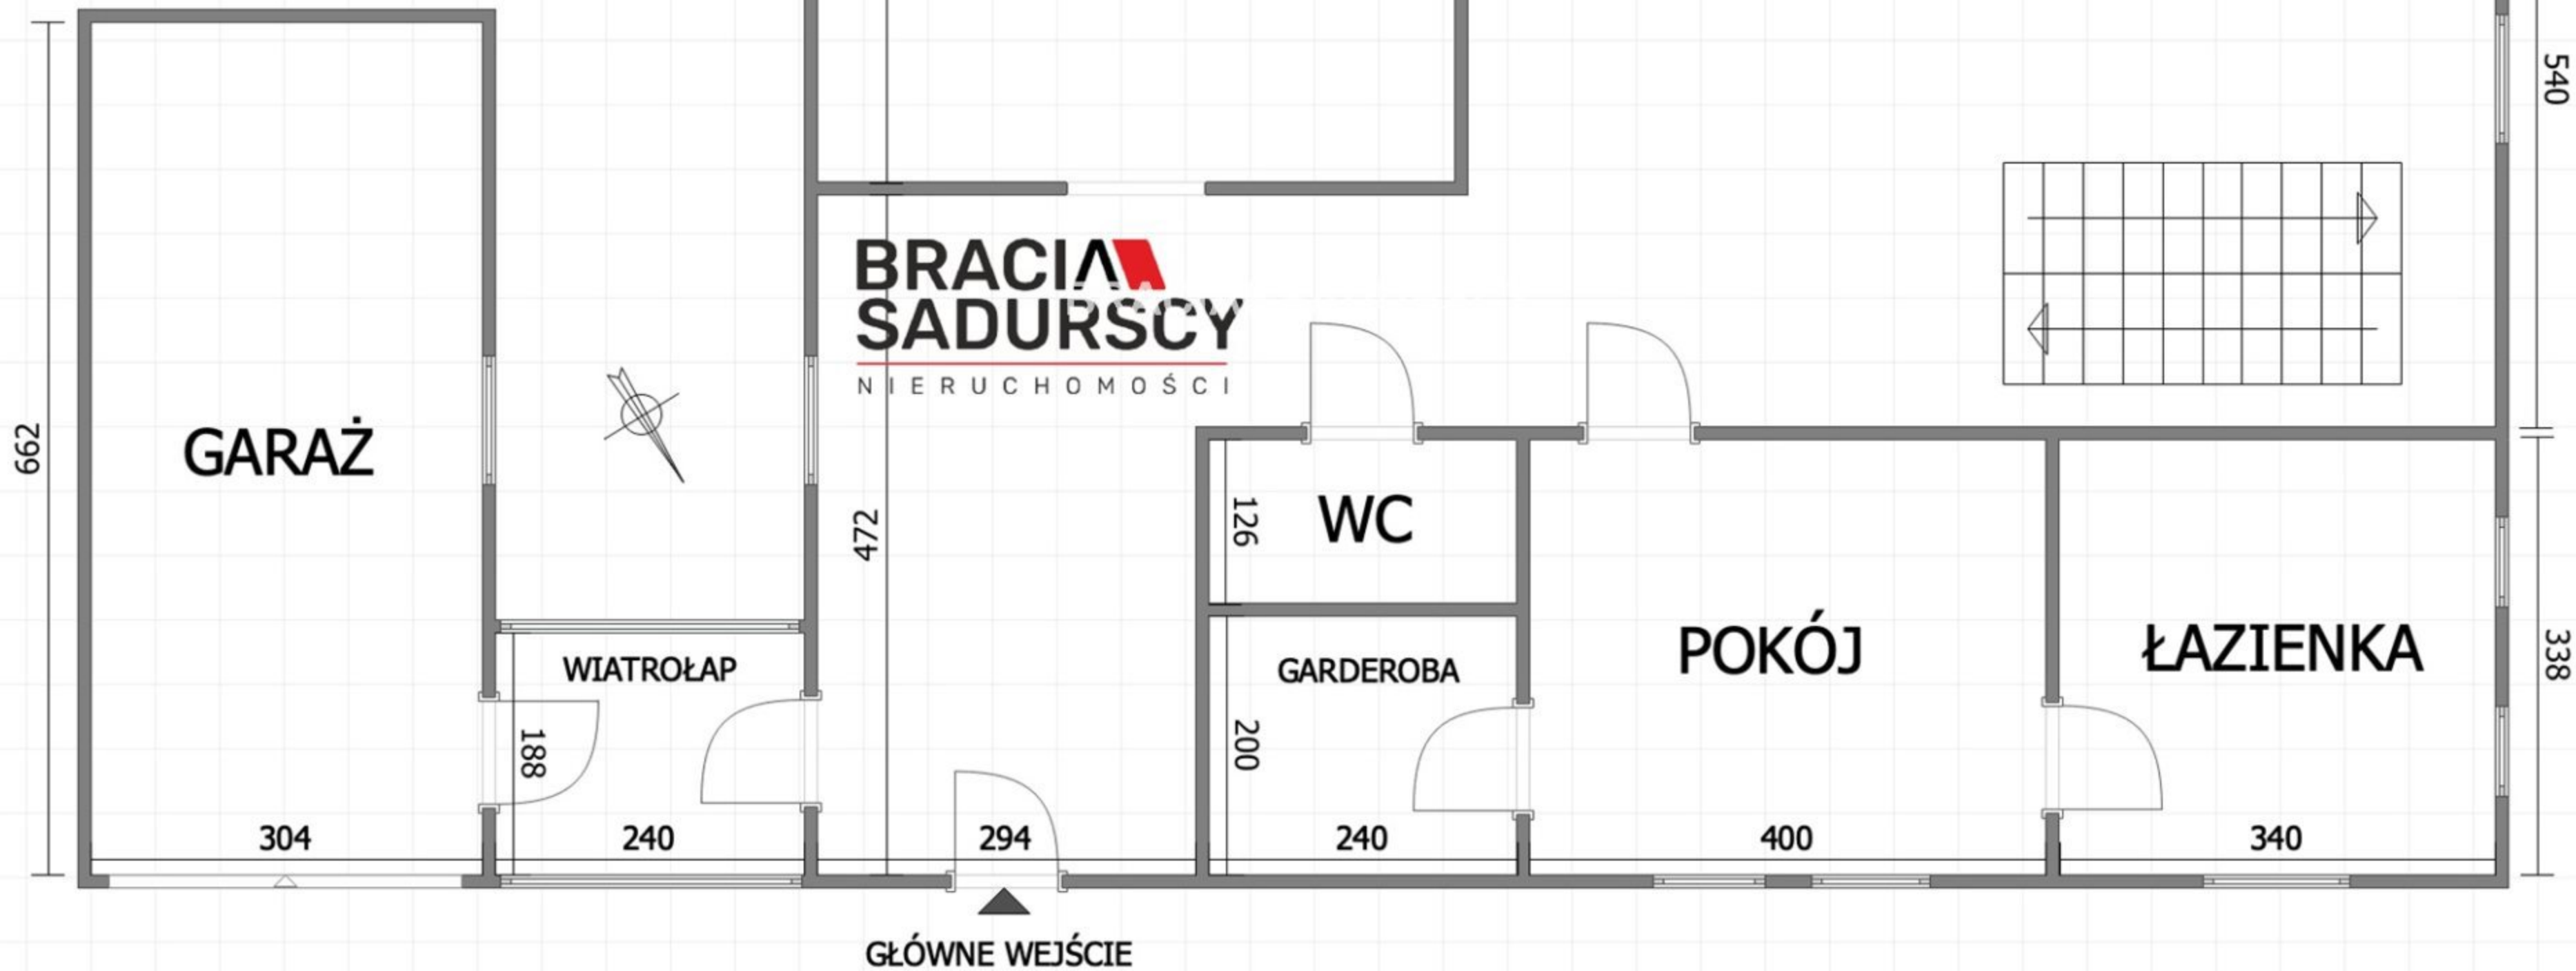 540
BRACIA
SADURSCY
NIERUCHOMOŚCI
662
GARAŻ
472
126
WC
WIATROŁAP
188
GARDEROBA
200
POKÓJ
ŁAZIENKA
338
304
240
294
240
400
340
GŁÓWNE WEJŚCIE